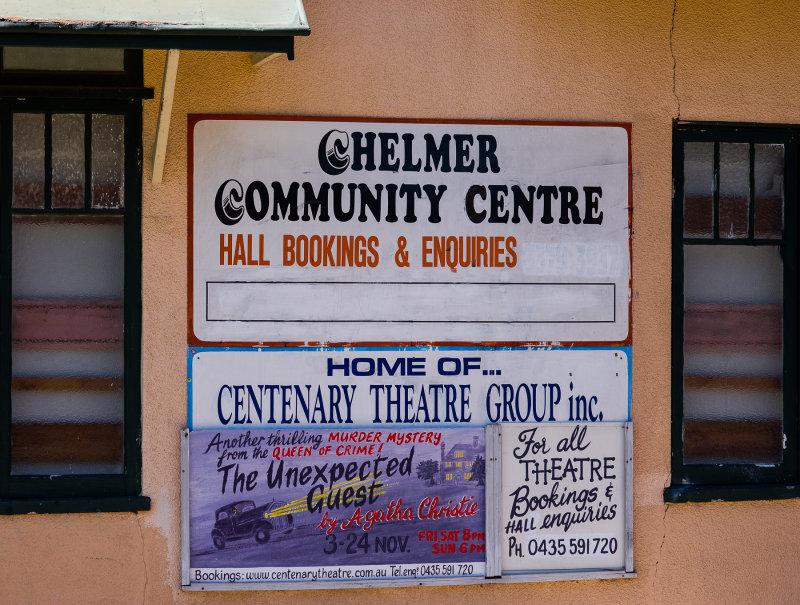 CHELMER
COMMUNITY CENTRE
HALL BOOKINGS & ENQUIRIES
HOME OF...
CENTENARY THEATRE GROUP inc.
Another thrilling MURDER MYSTERY
from the QUEEN OF CRIME!
The Unexpected
Guest
by Agatha Christie
3-24 NOV.
FRI SAT 8PM
SUN 6PM
Bookings: www.centenarytheatre.com.au Tel.enq: 0435 591 720
For all
THEATRE
Bookings &
HALL enquiries
PH. 0435 591 720